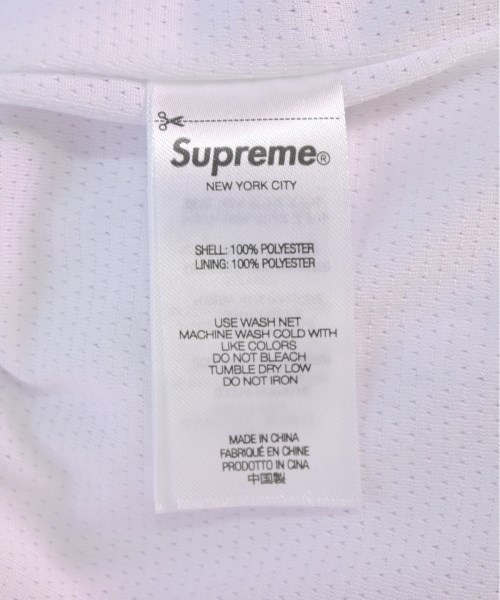 Supreme®
NEW YORK CITY
SHELL: 100% POLYESTER
LINING: 100% POLYESTER
USE WASH NET
MACHINE WASH COLD WITH
LIKE COLORS
DO NOT BLEACH
TUMBLE DRY LOW
DO NOT IRON
MADE IN CHINA
FABRIQUÉ EN CHINE
PRODOTTO IN CINA
中国製